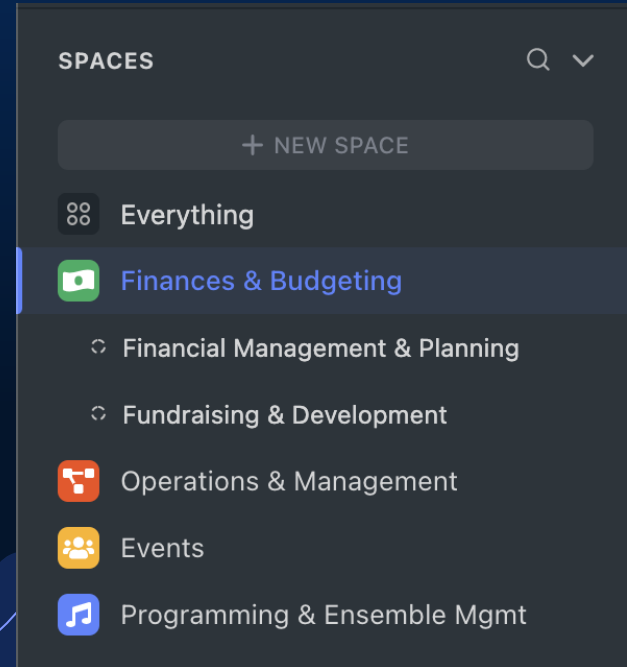 SPACES
+ NEW SPACE
Everything
Finances & Budgeting
Financial Management & Planning
Fundraising & Development
Operations & Management
Events
Programming & Ensemble Mgmt